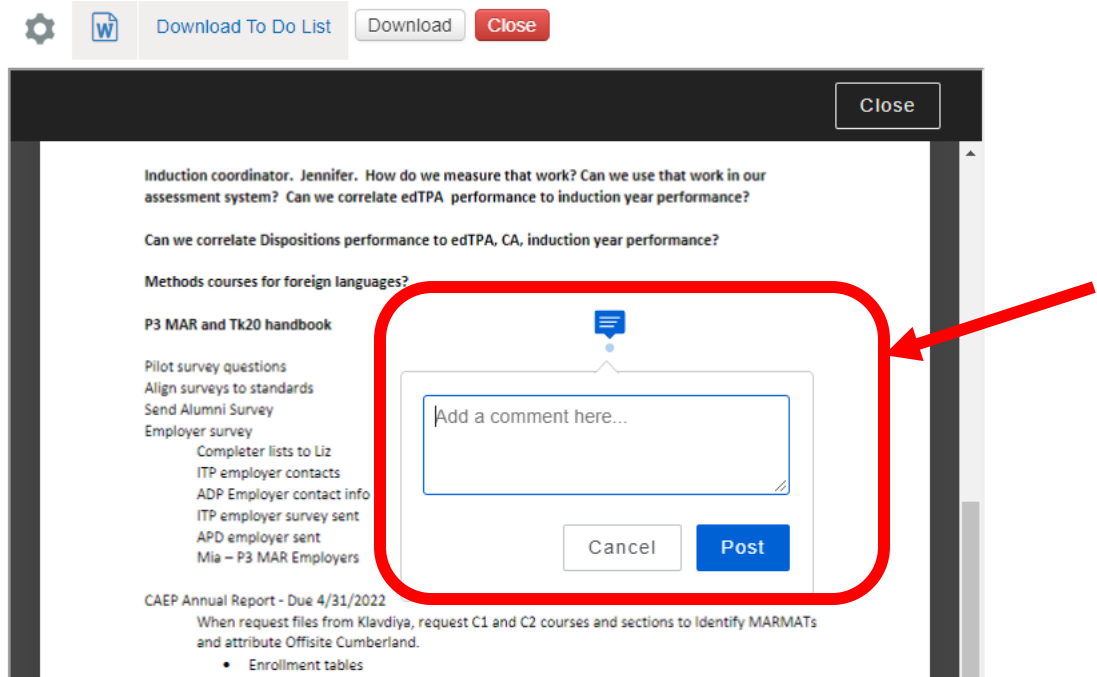 Download To Do List Download Close
Close
Induction coordinator. Jennifer. How do we measure that work? Can we use that work in our
assessment system? Can we correlate edTPA performance to induction year performance?
Can we correlate Dispositions performance to edTPA, CA, induction year performance?
Methods courses for foreign languages?
P3 MAR and Tk20 handbook
Pilot survey questions
Align surveys to standards
Send Alumni Survey
Employer survey
Completer lists to Liz
ITP employer contacts
ADP Employer contact info
ITP employer survey sent
APD employer sent
Mia – P3 MAR Employers
Add a comment here...
Cancel Post
CAEP Annual Report - Due 4/31/2022
When request files from Klavdiya, request C1 and C2 courses and sections to Identify MARMATs
and attribute Offisite Cumberland.
• Enrollment tables